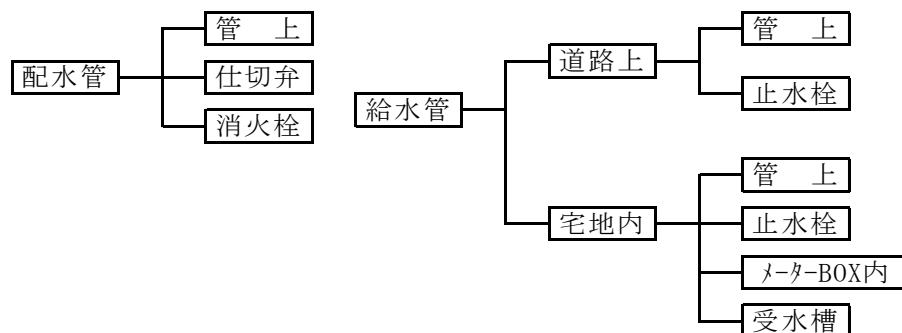 配水管
管　上
仕切弁
消火栓
給水管
道路上
管　上
止水栓
宅地内
管　上
止水栓
ﾒｰﾀｰBOX内
受水槽